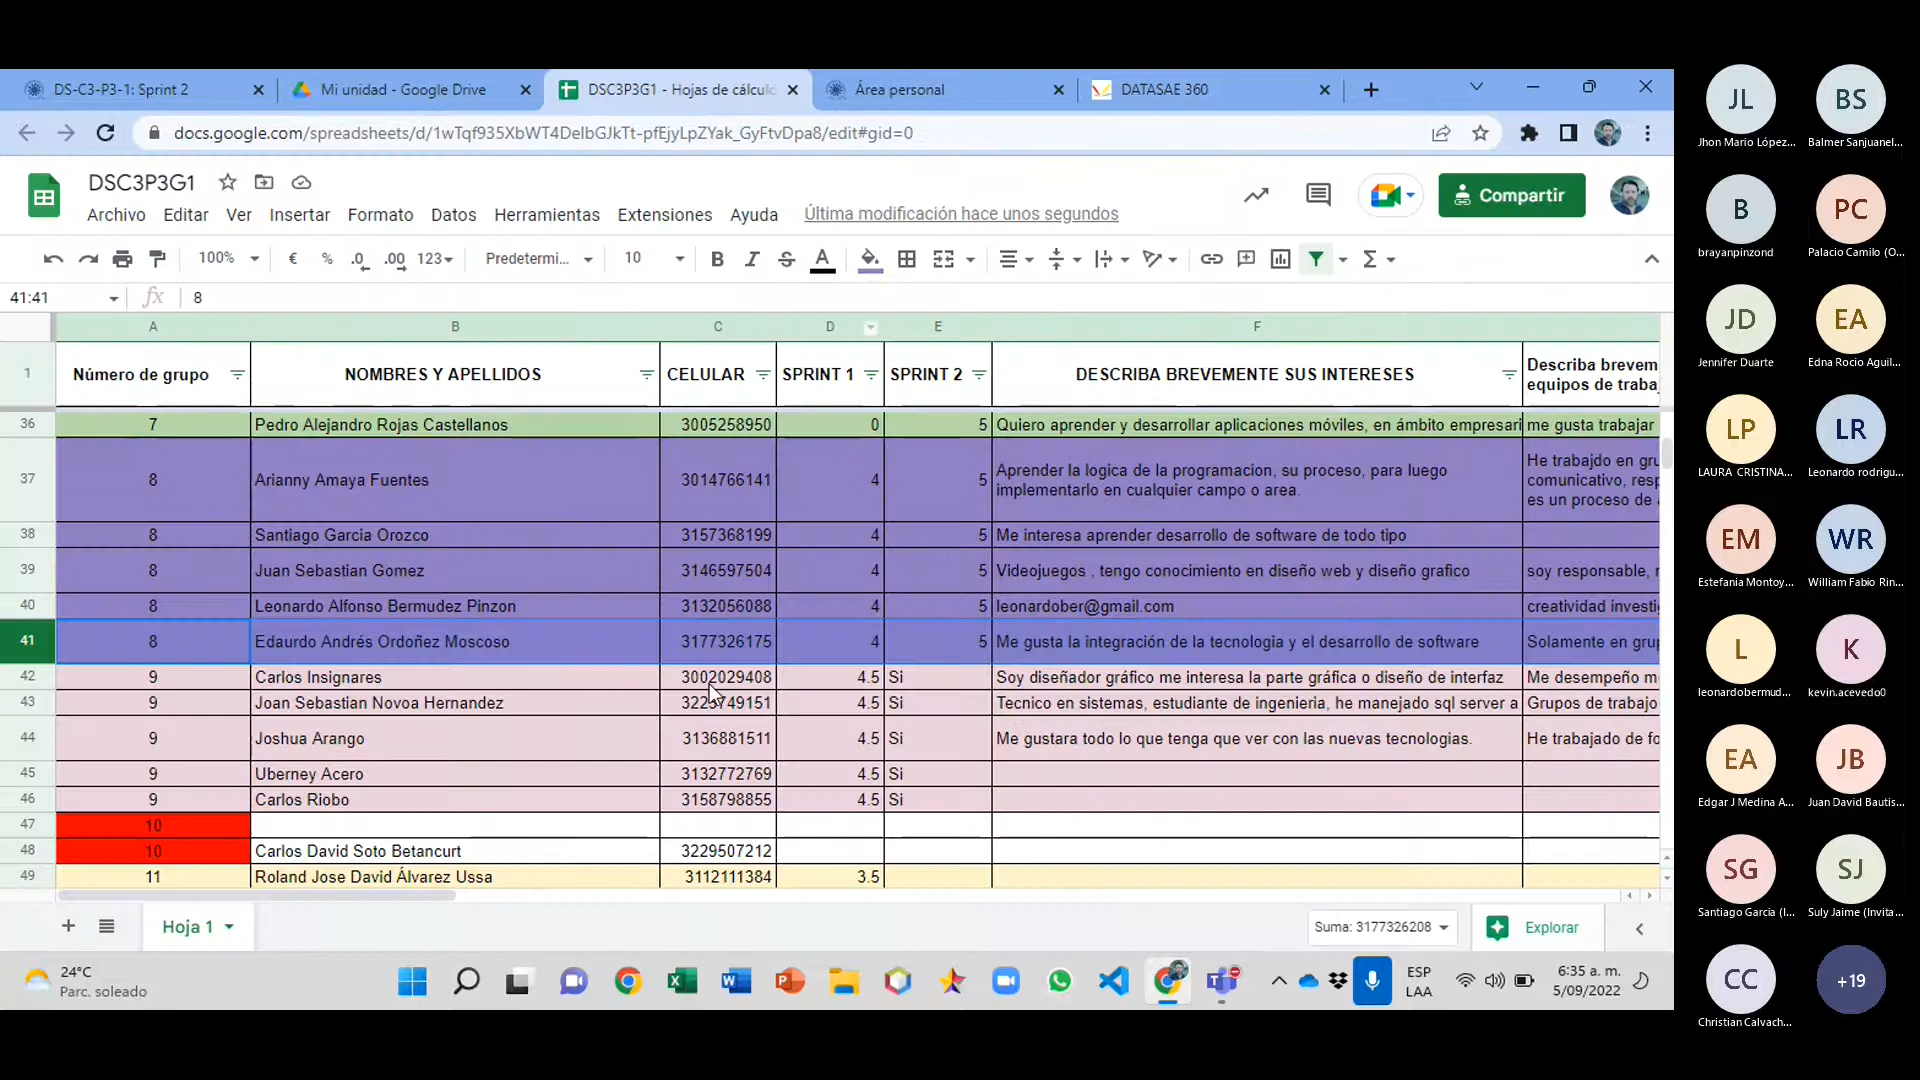 DS-C3-P3-1: Sprint 2
Mi unidad - Google Drive
DSC3P3G1 - Hojas de cálculo
Área personal
DATASAE 360
docs.google.com/spreadsheets/d/1wTqf935XbWT4DelbGJkTt-pfEjyLpZYak_GyFtvDpa8/edit#gid=0
DSC3P3G1
Archivo Editar Ver Insertar Formato Datos Herramientas Extensiones Ayuda Última modificación hace unos segundos
Compartir
100% € % .0 .00 123 Predetermi... 10 B I S A Σ
41:41 fx 8
A B C D E F
1 Número de grupo NOMBRES Y APELLIDOS CELULAR SPRINT 1 SPRINT 2 DESCRIBA BREVEMENTE SUS INTERESES Describa brevem
equipos de traba
36 7 Pedro Alejandro Rojas Castellanos 3005258950 0 5 Quiero aprender y desarrollar aplicaciones móviles, en ámbito empresari me gusta trabajar
37 8 Arianny Amaya Fuentes 3014766141 4 5 Aprender la logica de la programacion, su proceso, para luego
implementarlo en cualquier campo o area.
He trabajdo en gru
comunicativo, resp
es un proceso de
38 8 Santiago Garcia Orozco 3157368199 4 5 Me interesa aprender desarrollo de software de todo tipo
39 8 Juan Sebastian Gomez 3146597504 4 5 Videojuegos , tengo conocimiento en diseño web y diseño grafico soy responsable, r
40 8 Leonardo Alfonso Bermudez Pinzon 3132056088 4 5 leonardober@gmail.com creatividad investi
41 8 Edaurdo Andrés Ordoñez Moscoso 3177326175 4 5 Me gusta la integración de la tecnologia y el desarrollo de software Solamente en gru
42 9 Carlos Insignares 3002029408 4.5 Si Soy diseñador gráfico me interesa la parte gráfica o diseño de interfaz Me desempeño m
43 9 Joan Sebastian Novoa Hernandez 4.5 Si Tecnico en sistemas, estudiante de ingenieria, he manejado sql server a Grupos de trabajo
44 9 Joshua Arango 3136881511 4.5 Si Me gustara todo lo que tenga que ver con las nuevas tecnologias. He trabajado de fo
45 9 Uberney Acero 3132772769 4.5 Si
46 9 Carlos Riobo 3158798855 4.5 Si
47 10
48 10 Carlos David Soto Betancurt 3229507212
49 11 Roland Jose David Álvarez Ussa 3112111384 3.5
Hoja 1
Suma: 3177326208
Explorar
24°C
Parc. soleado
ESP
LAA
6:35 a. m.
5/09/2022
JL BS
Jhon Mario López... Balmer Sanjuanel...
B PC
brayanpinzond Palacio Camilo (O...
JD EA
Jennifer Duarte Edna Rocio Aguil...
LP LR
LAURA CRISTINA... Leonardo rodrigu...
EM WR
Estefanía Montoy... William Fabio Rin...
L K
leonardobermud... kevin.acevedo0
EA JB
Edgar J Medina A... Juan David Bautis...
SG SJ
Santiago Garcia (I... Suly Jaime (Invita...
CC +19
Christian Calvach...